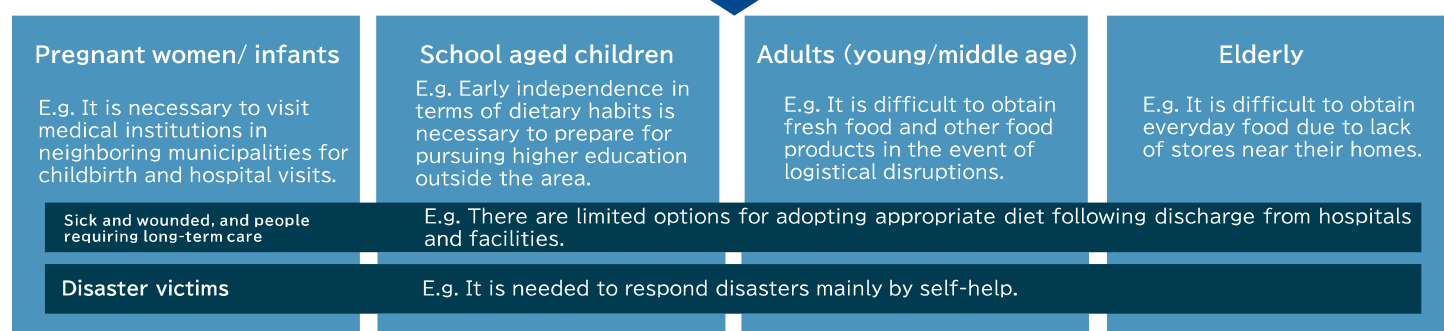 Pregnant women/ infants
E.g. It is necessary to visit
medical institutions in
neighboring municipalities for
childbirth and hospital visits.
School aged children
E.g. Early independence in
terms of dietary habits is
necessary to prepare for
pursuing higher education
outside the area.
Adults (young/middle age)
E.g. It is difficult to obtain
fresh food and other food
products in the event of
logistical disruptions.
Elderly
E.g. It is difficult to obtain
everyday food due to lack
of stores near their homes.
Sick and wounded, and people
requiring long-term care
E.g. There are limited options for adopting appropriate diet following discharge from hospitals
and facilities.
Disaster victims
E.g. It is needed to respond disasters mainly by self-help.